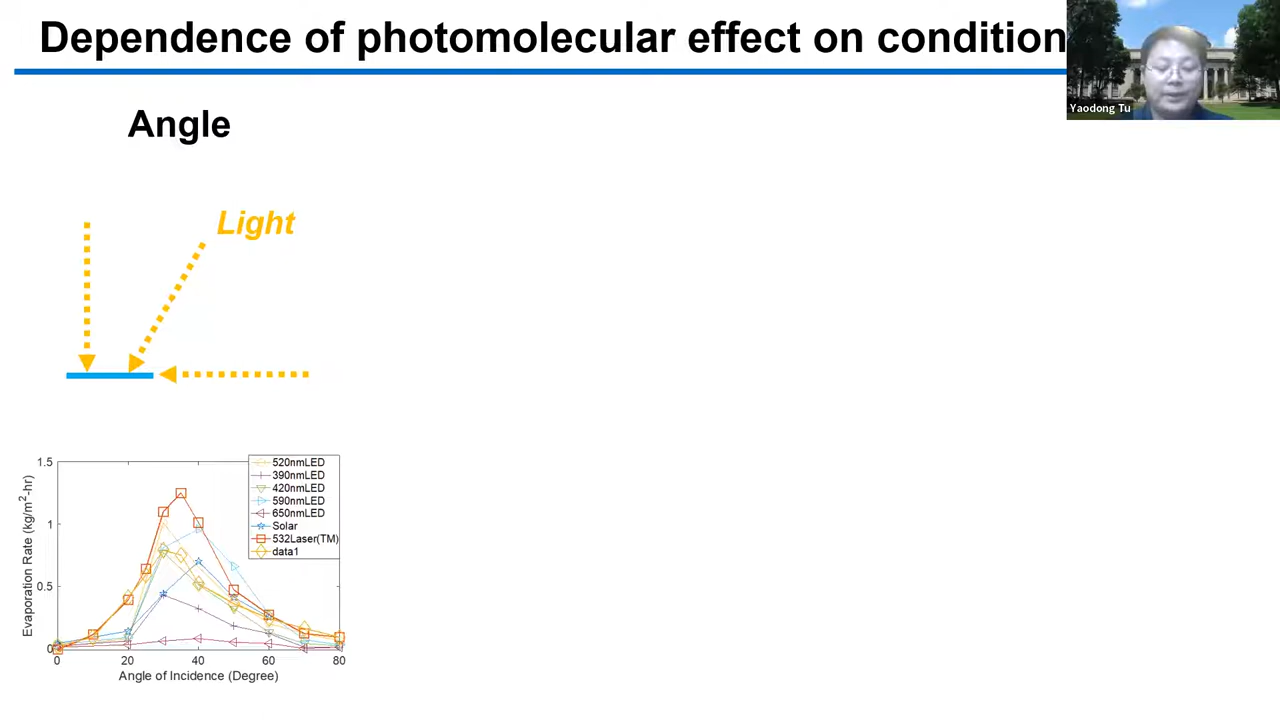 Dependence of photomolecular effect on condition
Yaodong Tu
Angle
Light
1.5
1
0.5
0
Evaporation Rate (kg/m²-hr)
520nmLED
390nmLED
420nmLED
590nmLED
650nmLED
Solar
532Laser(TM)
data1
0 20 40 60 80
Angle of Incidence (Degree)